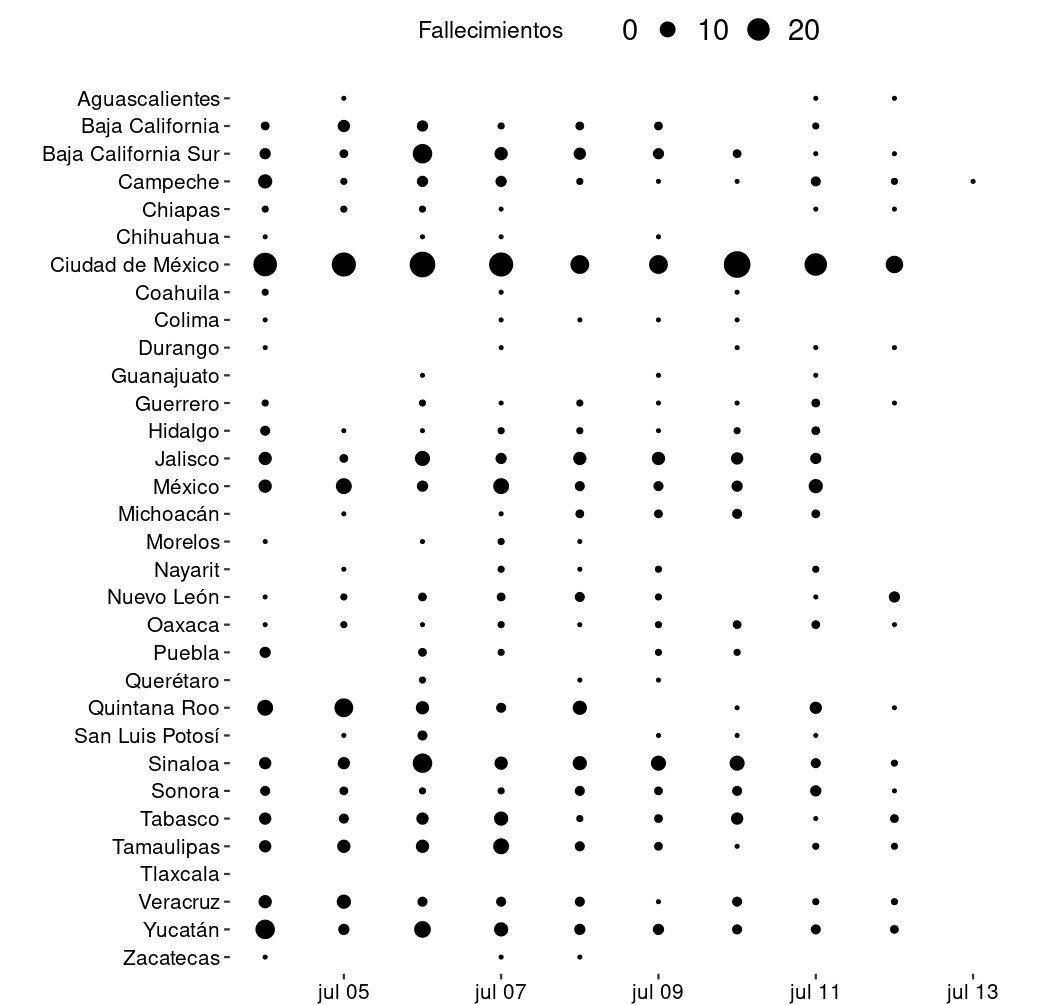 Fallecimientos 0 10 20
Aguascalientes
Baja California
Baja California Sur
Campeche
Chiapas
Chihuahua
Ciudad de México
Coahuila
Colima
Durango
Guanajuato
Guerrero
Hidalgo
Jalisco
México
Michoacán
Morelos
Nayarit
Nuevo León
Oaxaca
Puebla
Querétaro
Quintana Roo
San Luis Potosí
Sinaloa
Sonora
Tabasco
Tamaulipas
Tlaxcala
Veracruz
Yucatán
Zacatecas
jul 05 jul 07 jul 09 jul 11 jul 13